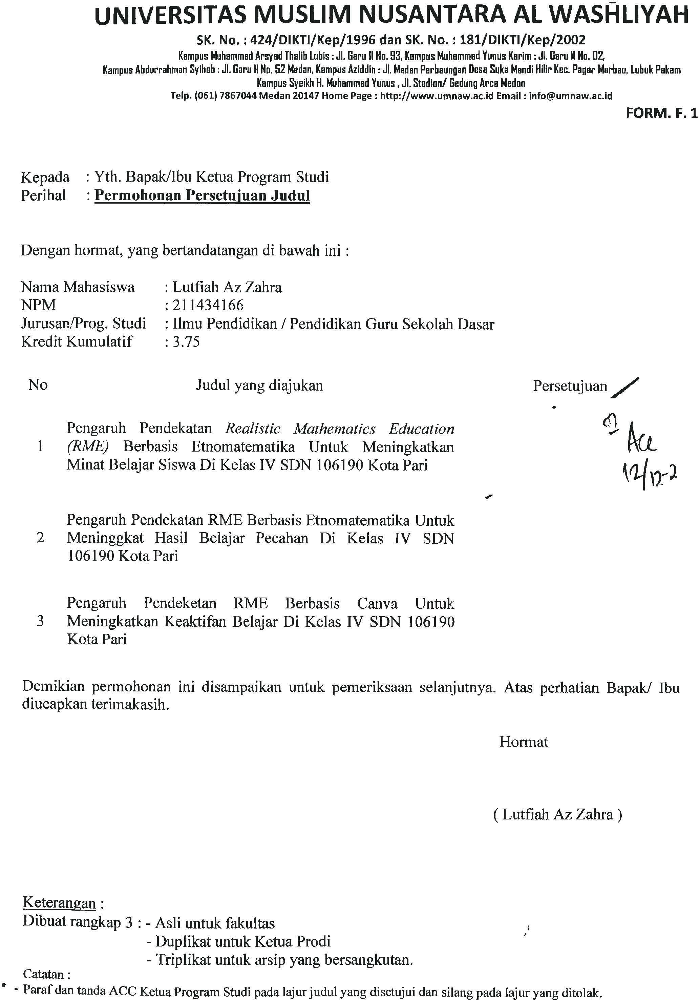 UNIVERSITAS MUSLIM NUSANTARA AL WASHLIYAH
SK. No. : 424/DIKTI/Kep/1996 dan SK. No. : 181/DIKTI/Kep/2002
Kampus Muhammad Arsyad Thalib Lubis : Jl. Garu II No. 93, Kampus Muhammad Yunus Karim : Jl. Garu II No. 02,
Kampus Abdurrahman Syihab : Jl. Garu II No. 52 Medan, Kampus Aziddin : Jl. Medan Perbaungan Desa Suka Mandi Hilir Kec. Pagar Merbau, Lubuk Pakam
Kampus Syeikh H. Muhammad Yunus , Jl. Stadion/ Gedung Arca Medan
Telp. (061) 7867044 Medan 20147 Home Page : http://www.umnaw.ac.id Email : info@umnaw.ac.id
FORM. F. 1
Kepada : Yth. Bapak/Ibu Ketua Program Studi
Perihal : Permohonan Persetujuan Judul
Dengan hormat, yang bertandatangan di bawah ini :
Nama Mahasiswa : Lutfiah Az Zahra
NPM : 211434166
Jurusan/Prog. Studi : Ilmu Pendidikan / Pendidikan Guru Sekolah Dasar
Kredit Kumulatif : 3.75
No Judul yang diajukan Persetujuan
Pengaruh Pendekatan Realistic Mathematics Education
1 (RME) Berbasis Etnomatematika Untuk Meningkatkan
Minat Belajar Siswa Di Kelas IV SDN 106190 Kota Pari
Acc
12/12-2
Pengaruh Pendekatan RME Berbasis Etnomatematika Untuk
2 Meninggkat Hasil Belajar Pecahan Di Kelas IV SDN
106190 Kota Pari
Pengaruh Pendeketan RME Berbasis Canva Untuk
3 Meningkatkan Keaktifan Belajar Di Kelas IV SDN 106190
Kota Pari
Demikian permohonan ini disampaikan untuk pemeriksaan selanjutnya. Atas perhatian Bapak/ Ibu
diucapkan terimakasih.
Hormat
( Lutfiah Az Zahra )
Keterangan :
Dibuat rangkap 3 : - Asli untuk fakultas
- Duplikat untuk Ketua Prodi
- Triplikat untuk arsip yang bersangkutan.
Catatan :
- Paraf dan tanda ACC Ketua Program Studi pada lajur judul yang disetujui dan silang pada lajur yang ditolak.